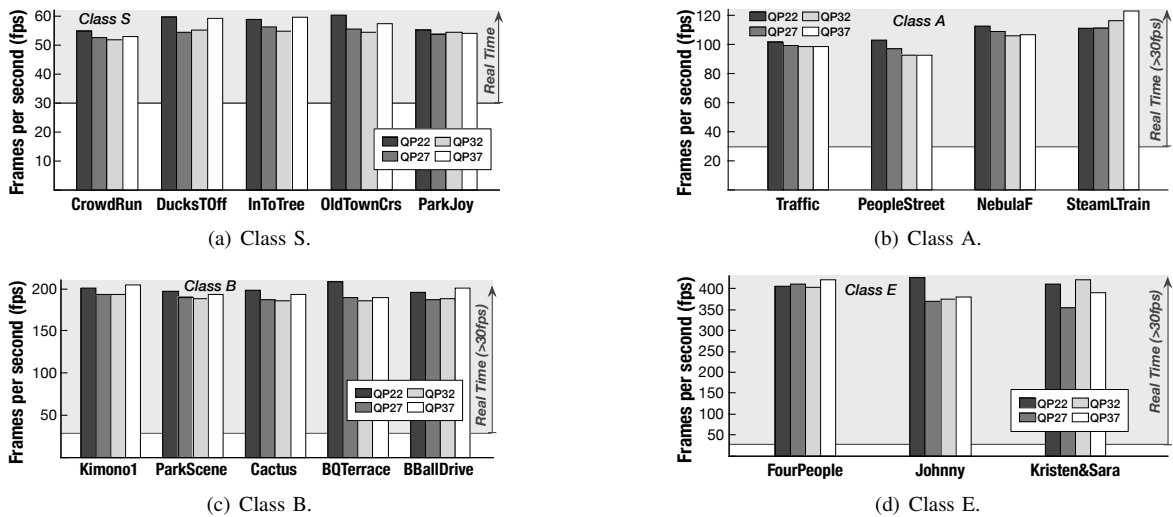 Class S
Frames per second (fps)
60
50
40
30
20
10
Real Time
QP22 QP32
QP27 QP37
CrowdRun DucksTOff InToTree OldTownCrs ParkJoy
(a) Class S.
Class A
Frames per second (fps)
120
100
80
60
40
20
Real Time (>30fps)
QP22 QP32
QP27 QP37
Traffic PeopleStreet NebulaF SteamLTrain
(b) Class A.
Class B
Frames per second (fps)
200
150
100
50
Real Time (>30fps)
QP22 QP32
QP27 QP37
Kimono1 ParkScene Cactus BQTerrace BBallDrive
(c) Class B.
Class E
Frames per second (fps)
400
350
300
250
200
150
100
50
Real Time (>30fps)
QP22 QP32
QP27 QP37
FourPeople Johnny Kristen&Sara
(d) Class E.